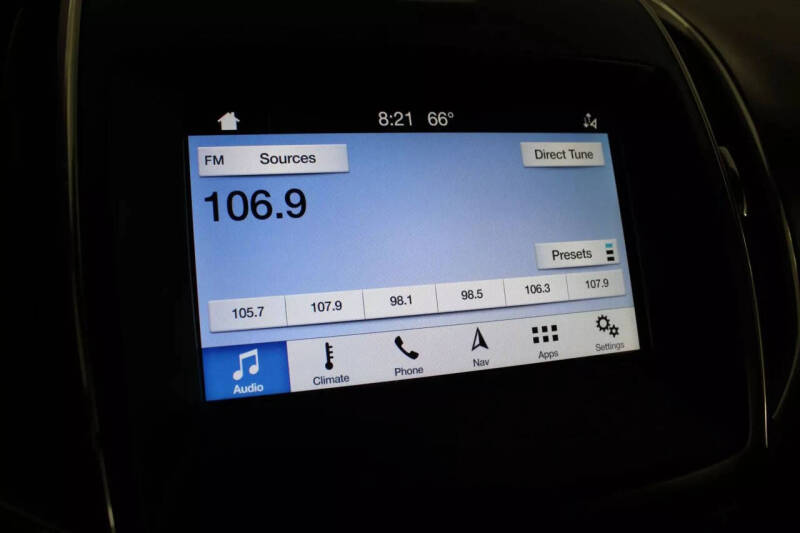 8:21 66°
FM Sources Direct Tune
106.9
Presets
105.7 107.9 98.1 98.5 106.3 107.9
Audio Climate Phone Nav Apps Settings